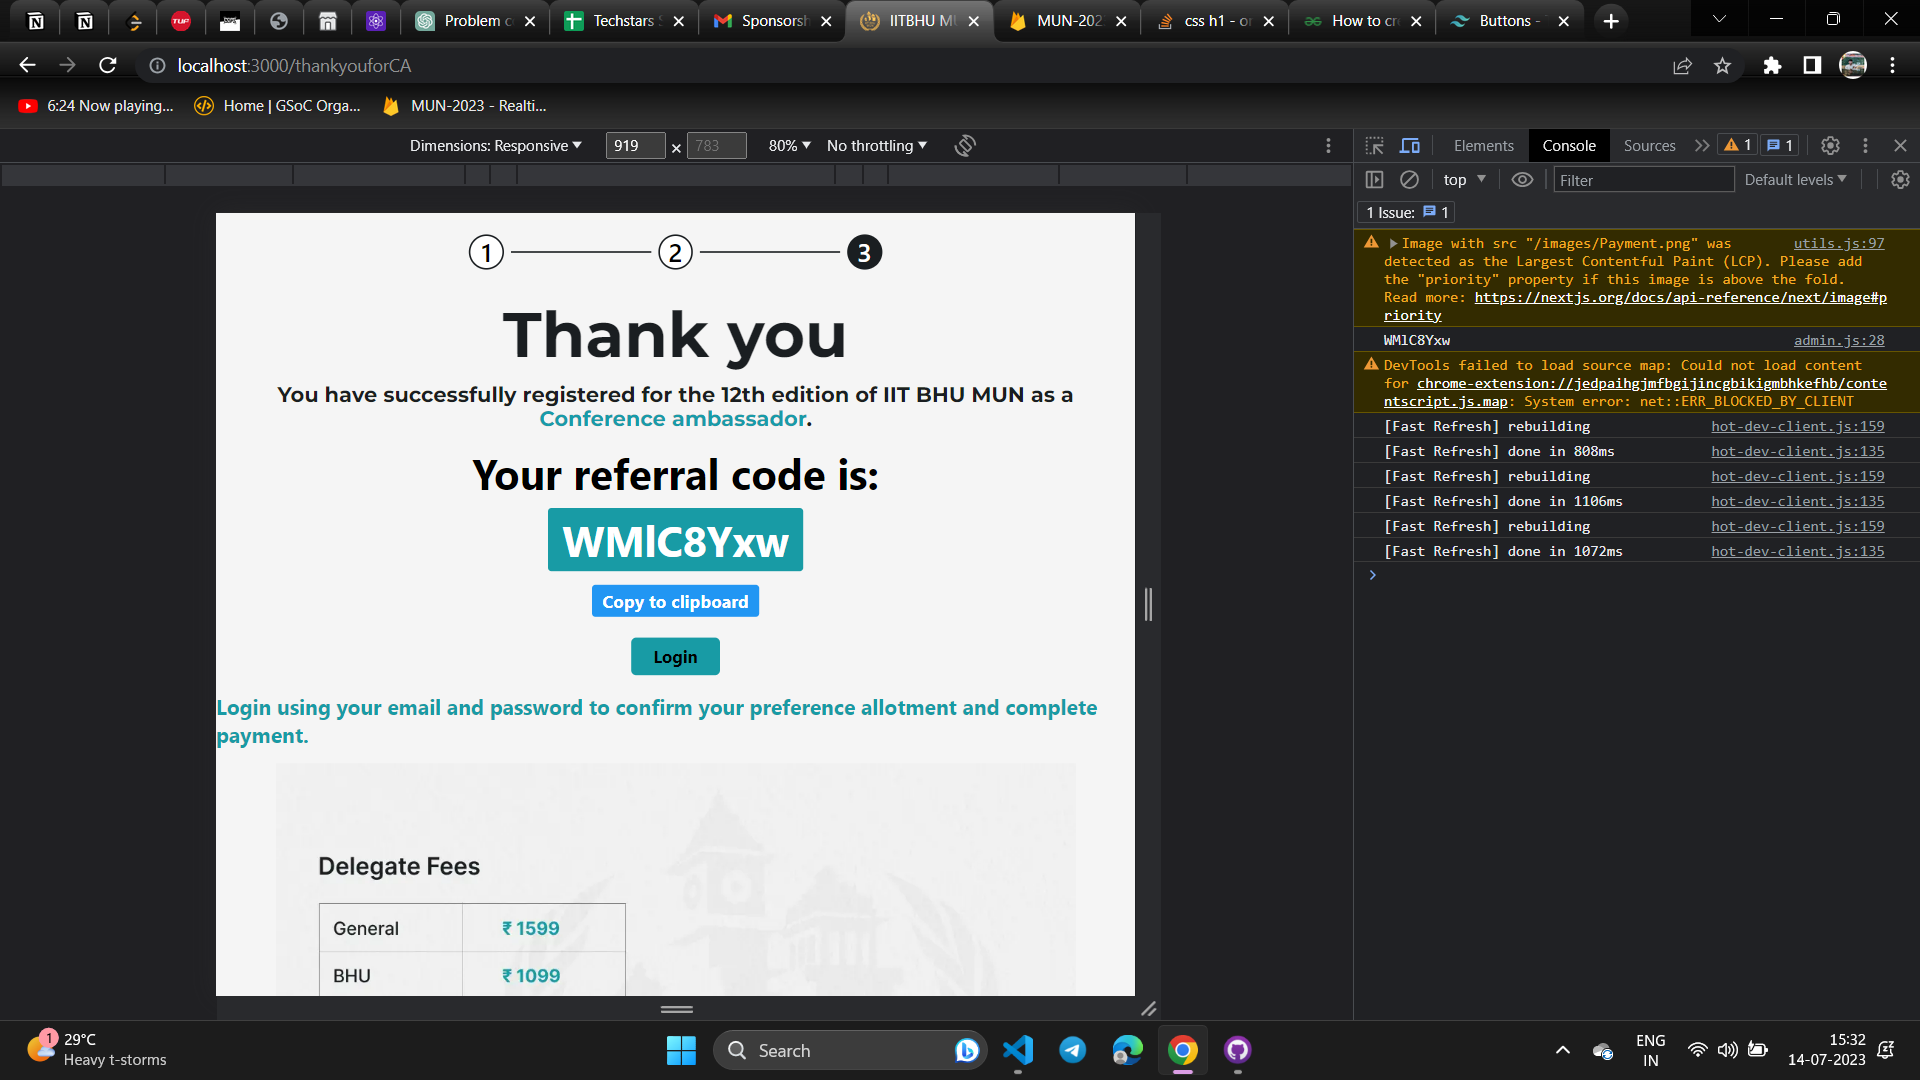 Problem o
Techstars S
Sponsorsh
IITBHU MU
MUN-202
css h1 - or
How to cre
Buttons - T
localhost:3000/thankyouforCA
6:24 Now playing...
Home | GSoC Orga...
MUN-2023 - Realti...
Dimensions: Responsive
919 × 783
80%
No throttling
Elements
Console
Sources
1
1
top
Filter
Default levels
1 Issue: 1
1
2
3
Thank you
You have successfully registered for the 12th edition of IIT BHU MUN as a
Conference ambassador.
Your referral code is:
WMlC8Yxw
Copy to clipboard
Login
Login using your email and password to confirm your preference allotment and complete
payment.
Delegate Fees
General ₹ 1599
BHU ₹ 1099
Image with src "/images/Payment.png" was utils.js:97
detected as the Largest Contentful Paint (LCP). Please add
the "priority" property if this image is above the fold.
Read more: https://nextjs.org/docs/api-reference/next/image#p
riority
WMlC8Yxw admin.js:28
DevTools failed to load source map: Could not load content
for chrome-extension://jedpaihgjmfbgijincgbikigmbhkefhb/conte
ntscript.js.map: System error: net::ERR_BLOCKED_BY_CLIENT
[Fast Refresh] rebuilding hot-dev-client.js:159
[Fast Refresh] done in 808ms hot-dev-client.js:135
[Fast Refresh] rebuilding hot-dev-client.js:159
[Fast Refresh] done in 1106ms hot-dev-client.js:135
[Fast Refresh] rebuilding hot-dev-client.js:159
[Fast Refresh] done in 1072ms hot-dev-client.js:135
1
29°C
Heavy t-storms
Search
ENG
IN
15:32
14-07-2023